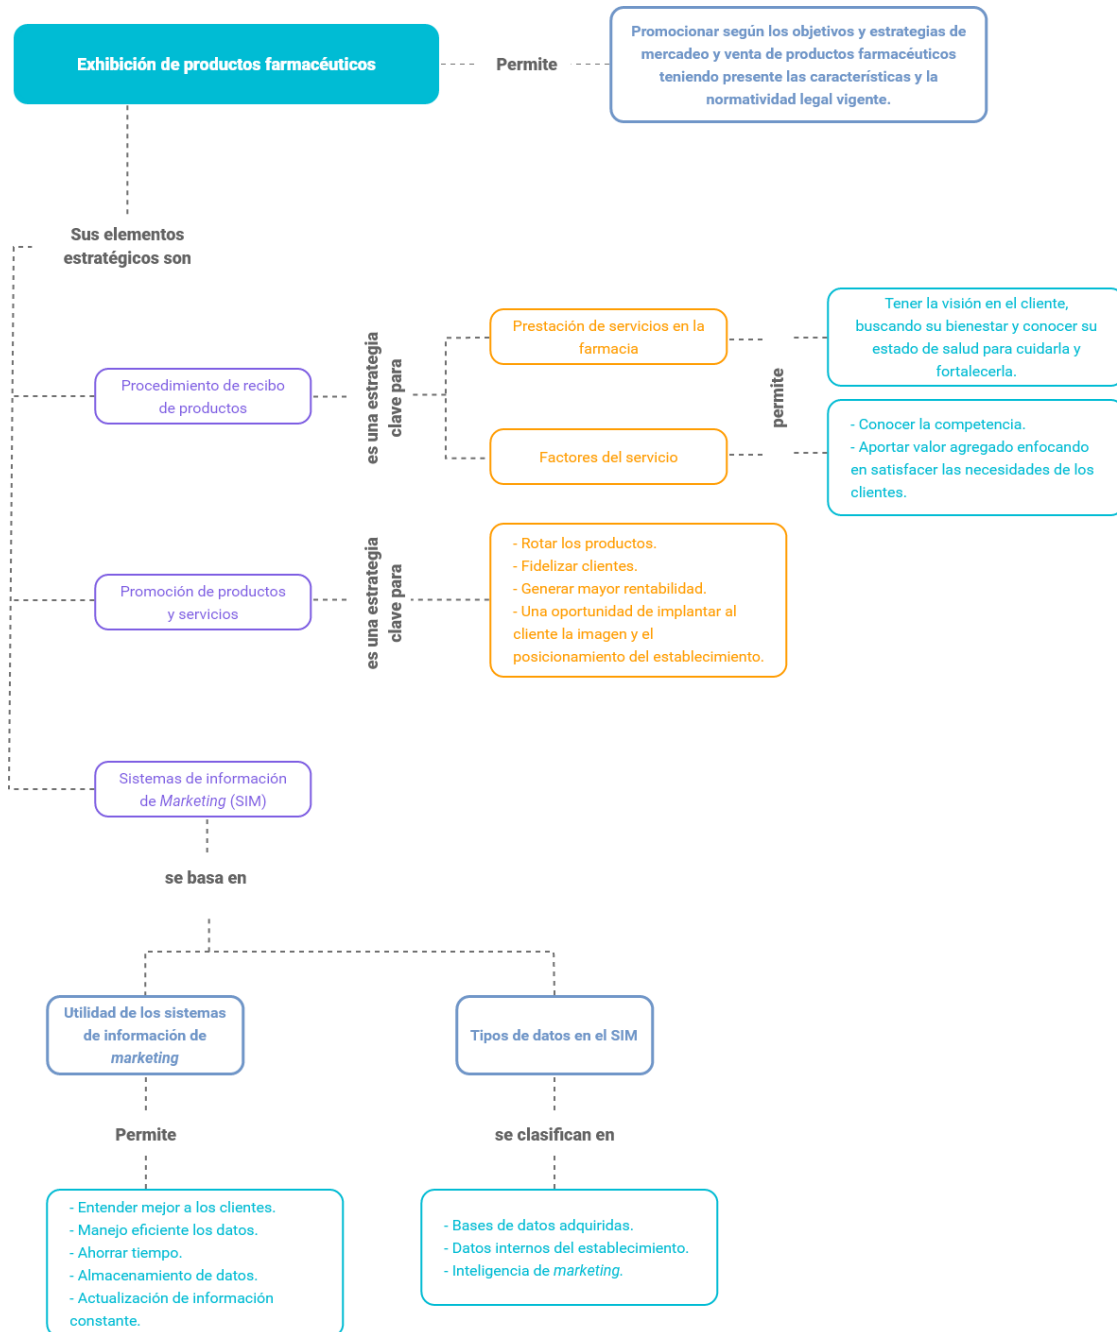 Exhibición de productos farmacéuticos
Permite
Promocionar según los objetivos y estrategias de
mercadeo y venta de productos farmacéuticos
teniendo presente las características y la
normatividad legal vigente.
Sus elementos
estratégicos son
Procedimiento de recibo
de productos
es una estrategia
clave para
Prestación de servicios en la
farmacia
Factores del servicio
permite
Tener la visión en el cliente,
buscando su bienestar y conocer su
estado de salud para cuidarla y
fortalecerla.
- Conocer la competencia.
- Aportar valor agregado enfocando
en satisfacer las necesidades de los
clientes.
Promoción de productos
y servicios
es una estrategia
clave para
- Rotar los productos.
- Fidelizar clientes.
- Generar mayor rentabilidad.
- Una oportunidad de implantar al
cliente la imagen y el
posicionamiento del establecimiento.
Sistemas de información
de Marketing (SIM)
se basa en
Utilidad de los sistemas
de información de
marketing
Permite
- Entender mejor a los clientes.
- Manejo eficiente los datos.
- Ahorrar tiempo.
- Almacenamiento de datos.
- Actualización de información
constante.
Tipos de datos en el SIM
se clasifican en
- Bases de datos adquiridas.
- Datos internos del establecimiento.
- Inteligencia de marketing.